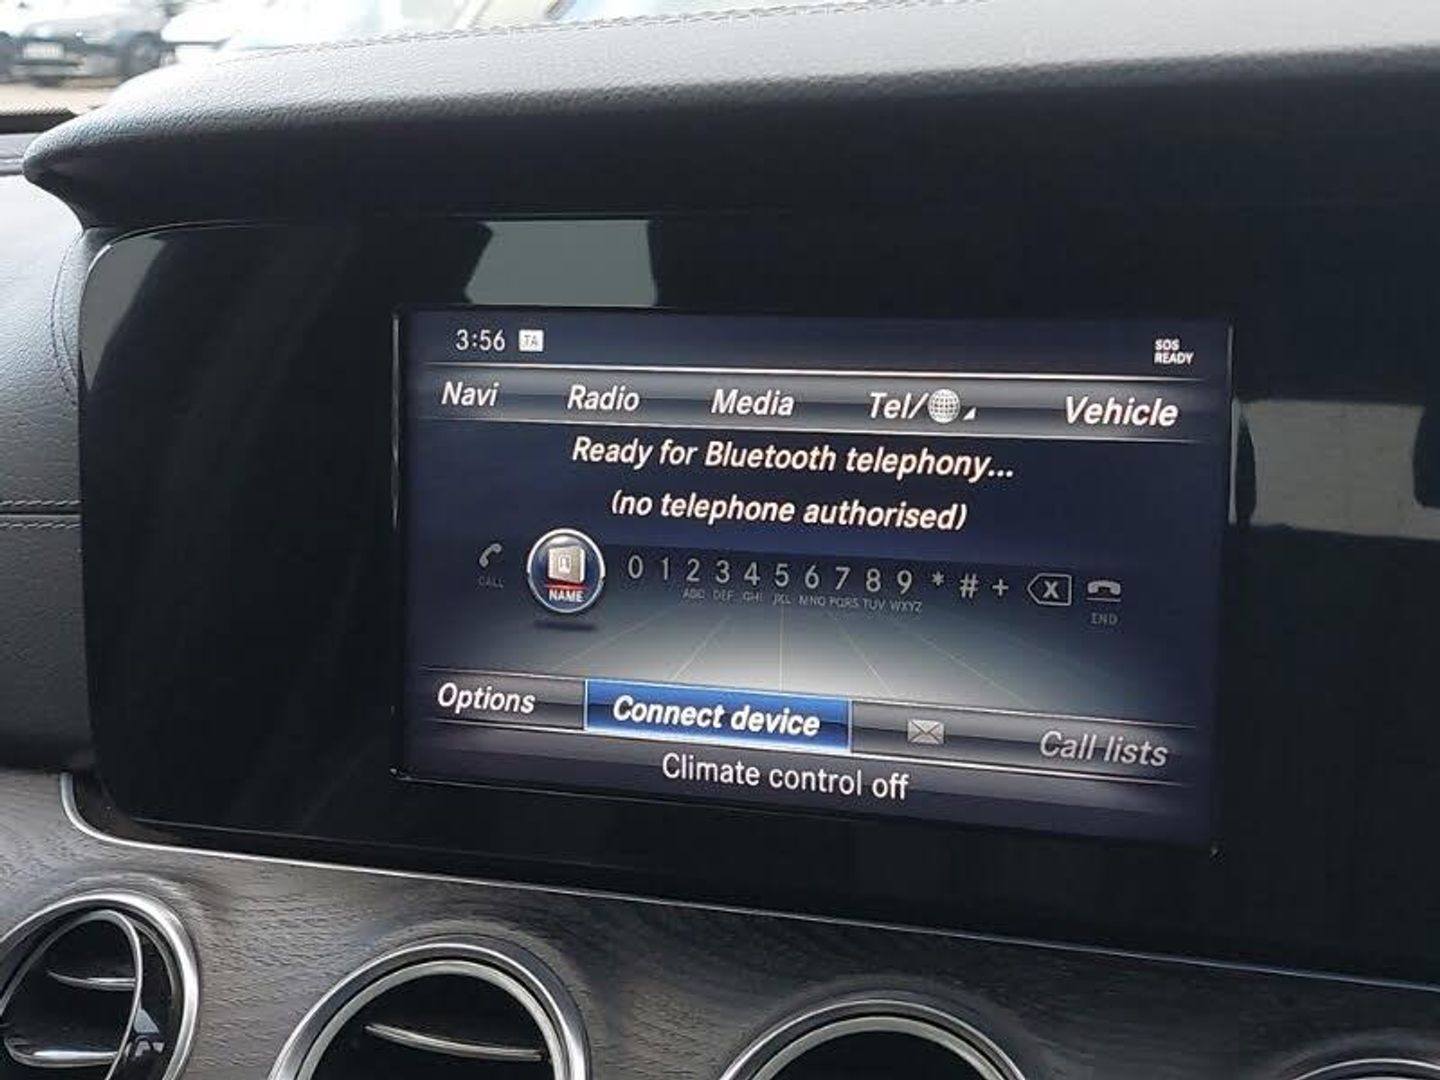 3:56 TA
SOS
READY
Navi Radio Media Tel/ Vehicle
Ready for Bluetooth telephony...
(no telephone authorised)
0 1 2 3 4 5 6 7 8 9 * # + X
CALL NAME ABC DEF GHI JKL MNO PQRS TUV WXYZ END
Options Connect device Call lists
Climate control off